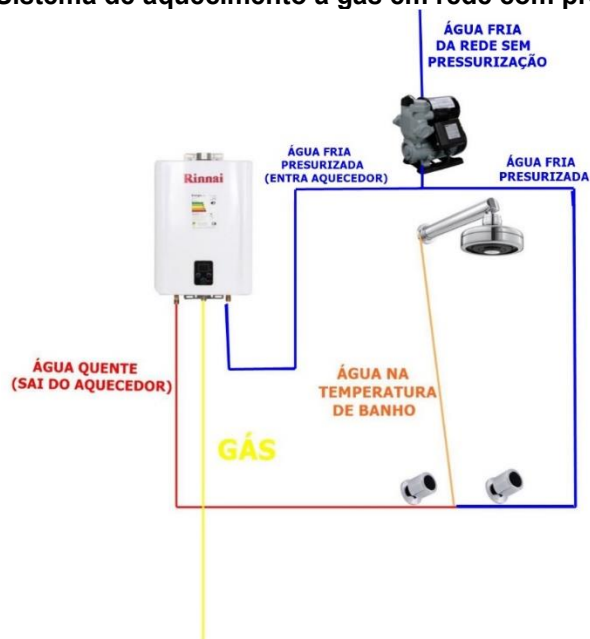 Sistema de aquecimento a gás em rede com pr
ÁGUA FRIA
DA REDE SEM
PRESSURIZAÇÃO
ÁGUA FRIA
PRESURIZADA
(ENTRA AQUECEDOR)
ÁGUA FRIA
PRESURIZADA
Rinnai
ÁGUA QUENTE
(SAI DO AQUECEDOR)
ÁGUA NA
TEMPERATURA
DE BANHO
GÁS